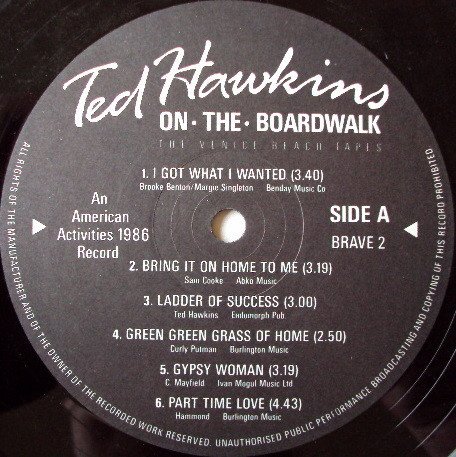 Ted Hawkins
ON · THE · BOARDWALK
THE VENICE BEACH TAPES
1. I GOT WHAT I WANTED (3.40)
Brooke Benton/Margie Singleton Benday Music Co
An
American
Activities 1986
Record
SIDE A
BRAVE 2
2. BRING IT ON HOME TO ME (3.19)
Sam Cooke Abko Music
3. LADDER OF SUCCESS (3.00)
Ted Hawkins Endomorph Pub.
4. GREEN GREEN GRASS OF HOME (2.50)
Curly Putman Burlington Music
5. GYPSY WOMAN (3.19)
C. Mayfield Ivan Mogul Music Ltd
6. PART TIME LOVE (4.43)
Hammond Burlington Music
ALL RIGHTS OF THE MANUFACTURER AND OF THE OWNER OF THE RECORDED WORK RESERVED. UNAUTHORISED PUBLIC PERFORMANCE BROADCASTING AND COPYING OF THIS RECORD PROHIBITED